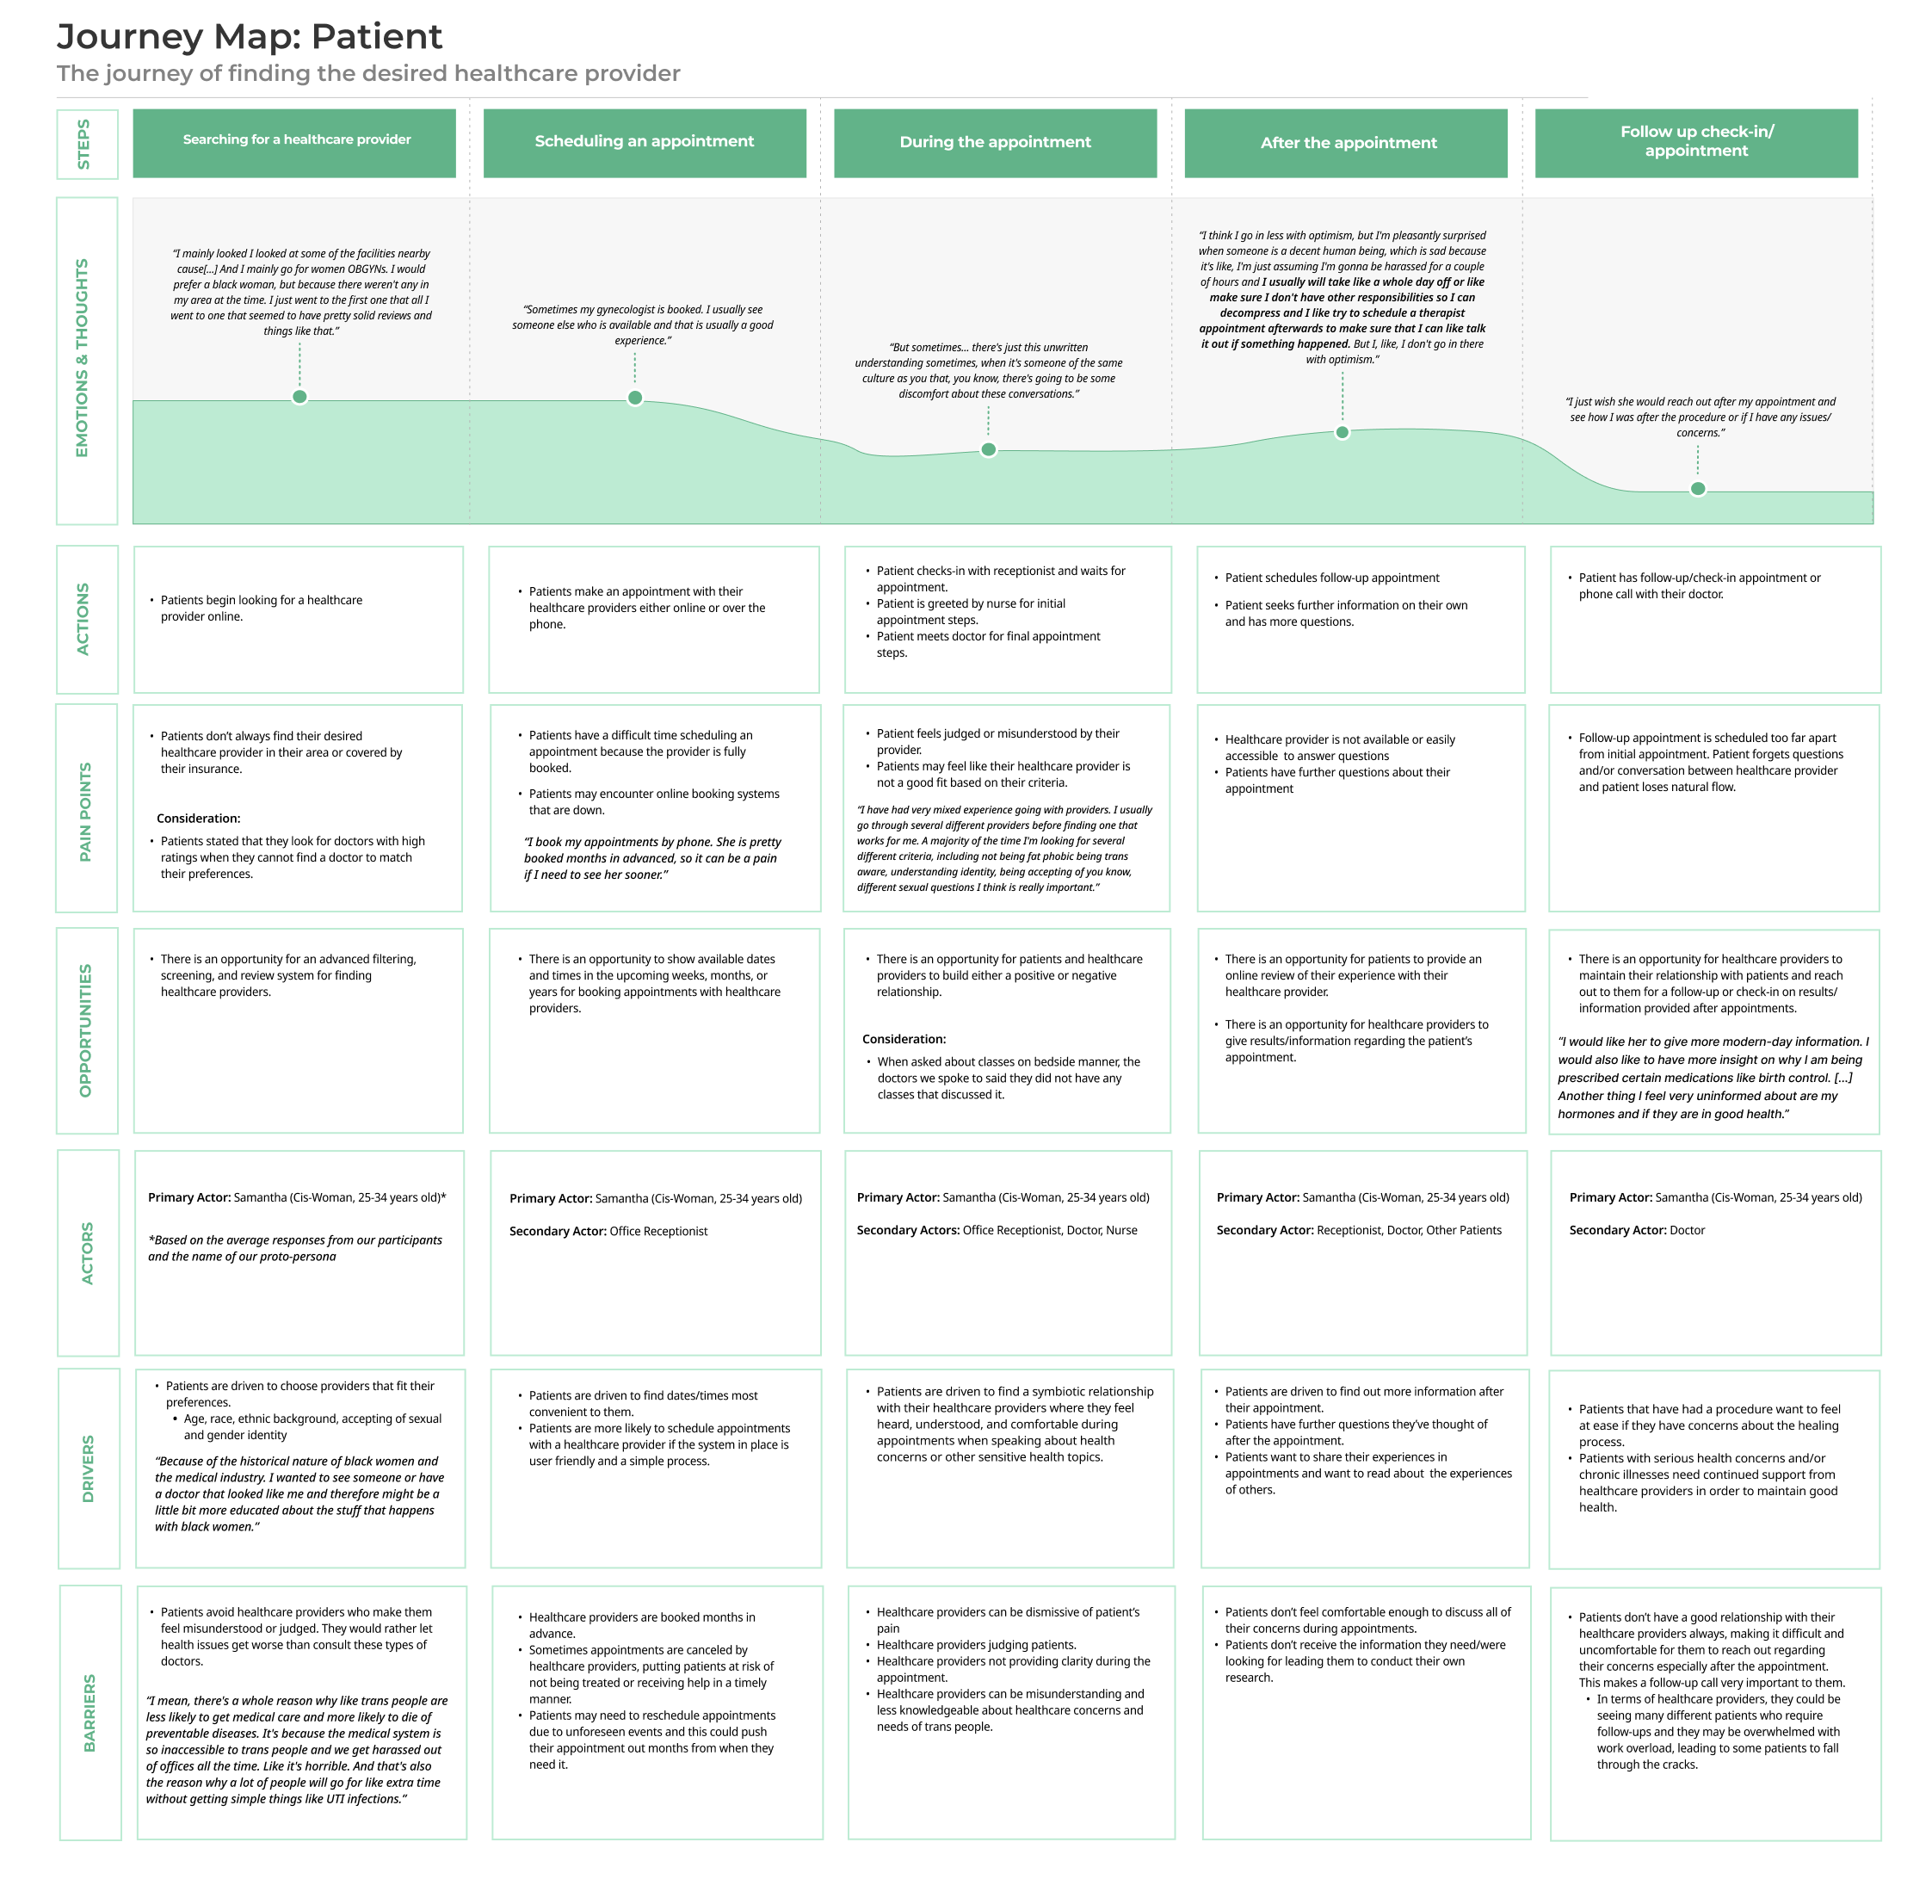 Journey Map: Patient
The journey of finding the desired healthcare provider
STEPS
Searching for a healthcare provider
Scheduling an appointment
During the appointment
After the appointment
Follow up check-in/
appointment
EMOTIONS & THOUGHTS
“I mainly looked I looked at some of the facilities nearby
cause[...] And I mainly go for women OBGYNs. I would
prefer a black woman, but because there weren't any in
my area at the time. I just went to the first one that all I
went to one that seemed to have pretty solid reviews and
things like that.”
“Sometimes my gynecologist is booked. I usually see
someone else who is available and that is usually a good
experience.”
“But sometimes... there's just this unwritten
understanding sometimes, when it's someone of the same
culture as you that, you know, there's going to be some
discomfort about these conversations.”
“I think I go in less with optimism, but I'm pleasantly surprised
when someone is a decent human being, which is sad because
it's like, I'm just assuming I'm gonna be harassed for a couple
of hours and I usually will take like a whole day off or like
make sure I don't have other responsibilities so I can
decompress and I like try to schedule a therapist
appointment afterwards to make sure that I can like talk
it out if something happened. But I, like, I don't go in there
with optimism.”
“I just wish she would reach out after my appointment and
see how I was after the procedure or if I have any issues/
concerns.”
ACTIONS
• Patients begin looking for a healthcare
provider online.
• Patients make an appointment with their
healthcare providers either online or over the
phone.
• Patient checks-in with receptionist and waits for
appointment.
• Patient is greeted by nurse for initial
appointment steps.
• Patient meets doctor for final appointment
steps.
• Patient schedules follow-up appointment
• Patient seeks further information on their own
and has more questions.
• Patient has follow-up/check-in appointment or
phone call with their doctor.
PAIN POINTS
• Patients don’t always find their desired
healthcare provider in their area or covered by
their insurance.
Consideration:
• Patients stated that they look for doctors with high
ratings when they cannot find a doctor to match
their preferences.
• Patients have a difficult time scheduling an
appointment because the provider is fully
booked.
• Patients may encounter online booking systems
that are down.
“I book my appointments by phone. She is pretty
booked months in advanced, so it can be a pain
if I need to see her sooner.”
• Patient feels judged or misunderstood by their
provider.
• Patients may feel like their healthcare provider is
not a good fit based on their criteria.
“I have had very mixed experience going with providers. I usually
go through several different providers before finding one that
works for me. A majority of the time I'm looking for several
different criteria, including not being fat phobic being trans
aware, understanding identity, being accepting of you know,
different sexual questions I think is really important.”
• Healthcare provider is not available or easily
accessible to answer questions
• Patients have further questions about their
appointment
• Follow-up appointment is scheduled too far apart
from initial appointment. Patient forgets questions
and/or conversation between healthcare provider
and patient loses natural flow.
OPPORTUNITIES
• There is an opportunity for an advanced filtering,
screening, and review system for finding
healthcare providers.
• There is an opportunity to show available dates
and times in the upcoming weeks, months, or
years for booking appointments with healthcare
providers.
• There is an opportunity for patients and healthcare
providers to build either a positive or negative
relationship.
Consideration:
• When asked about classes on bedside manner, the
doctors we spoke to said they did not have any
classes that discussed it.
• There is an opportunity for patients to provide an
online review of their experience with their
healthcare provider.
• There is an opportunity for healthcare providers to
give results/information regarding the patient’s
appointment.
• There is an opportunity for healthcare providers to
maintain their relationship with patients and reach
out to them for a follow-up or check-in on results/
information provided after appointments.
“I would like her to give more modern-day information. I
would also like to have more insight on why I am being
prescribed certain medications like birth control. [...]
Another thing I feel very uninformed about are my
hormones and if they are in good health.”
ACTORS
Primary Actor: Samantha (Cis-Woman, 25-34 years old)*
*Based on the average responses from our participants
and the name of our proto-persona
Primary Actor: Samantha (Cis-Woman, 25-34 years old)
Secondary Actor: Office Receptionist
Primary Actor: Samantha (Cis-Woman, 25-34 years old)
Secondary Actors: Office Receptionist, Doctor, Nurse
Primary Actor: Samantha (Cis-Woman, 25-34 years old)
Secondary Actor: Receptionist, Doctor, Other Patients
Primary Actor: Samantha (Cis-Woman, 25-34 years old)
Secondary Actor: Doctor
DRIVERS
• Patients are driven to choose providers that fit their
preferences.
• Age, race, ethnic background, accepting of sexual
and gender identity
“Because of the historical nature of black women and
the medical industry. I wanted to see someone or have
a doctor that looked like me and therefore might be a
little bit more educated about the stuff that happens
with black women.”
• Patients are driven to find dates/times most
convenient to them.
• Patients are more likely to schedule appointments
with a healthcare provider if the system in place is
user friendly and a simple process.
• Patients are driven to find a symbiotic relationship
with their healthcare providers where they feel
heard, understood, and comfortable during
appointments when speaking about health
concerns or other sensitive health topics.
• Patients are driven to find out more information after
their appointment.
• Patients have further questions they’ve thought of
after the appointment.
• Patients want to share their experiences in
appointments and want to read about the experiences
of others.
• Patients that have had a procedure want to feel
at ease if they have concerns about the healing
process.
• Patients with serious health concerns and/or
chronic illnesses need continued support from
healthcare providers in order to maintain good
health.
BARRIERS
• Patients avoid healthcare providers who make them
feel misunderstood or judged. They would rather let
health issues get worse than consult these types of
doctors.
“I mean, there's a whole reason why like trans people are
less likely to get medical care and more likely to die of
preventable diseases. It's because the medical system is
so inaccessible to trans people and we get harassed out
of offices all the time. Like it's horrible. And that's also
the reason why a lot of people will go for like extra time
without getting simple things like UTI infections.”
• Healthcare providers are booked months in
advance.
• Sometimes appointments are canceled by
healthcare providers, putting patients at risk of
not being treated or receiving help in a timely
manner.
• Patients may need to reschedule appointments
due to unforeseen events and this could push
their appointment out months from when they
need it.
• Healthcare providers can be dismissive of patient’s
pain
• Healthcare providers judging patients.
• Healthcare providers not providing clarity during the
appointment.
• Healthcare providers can be misunderstanding and
less knowledgeable about healthcare concerns and
needs of trans people.
• Patients don’t feel comfortable enough to discuss all of
their concerns during appointments.
• Patients don’t receive the information they need/were
looking for leading them to conduct their own
research.
• Patients don’t have a good relationship with their
healthcare providers always, making it difficult and
uncomfortable for them to reach out regarding
their concerns especially after the appointment.
This makes a follow-up call very important to them.
• In terms of healthcare providers, they could be
seeing many different patients who require
follow-ups and they may be overwhelmed with
work overload, leading to some patients to fall
through the cracks.